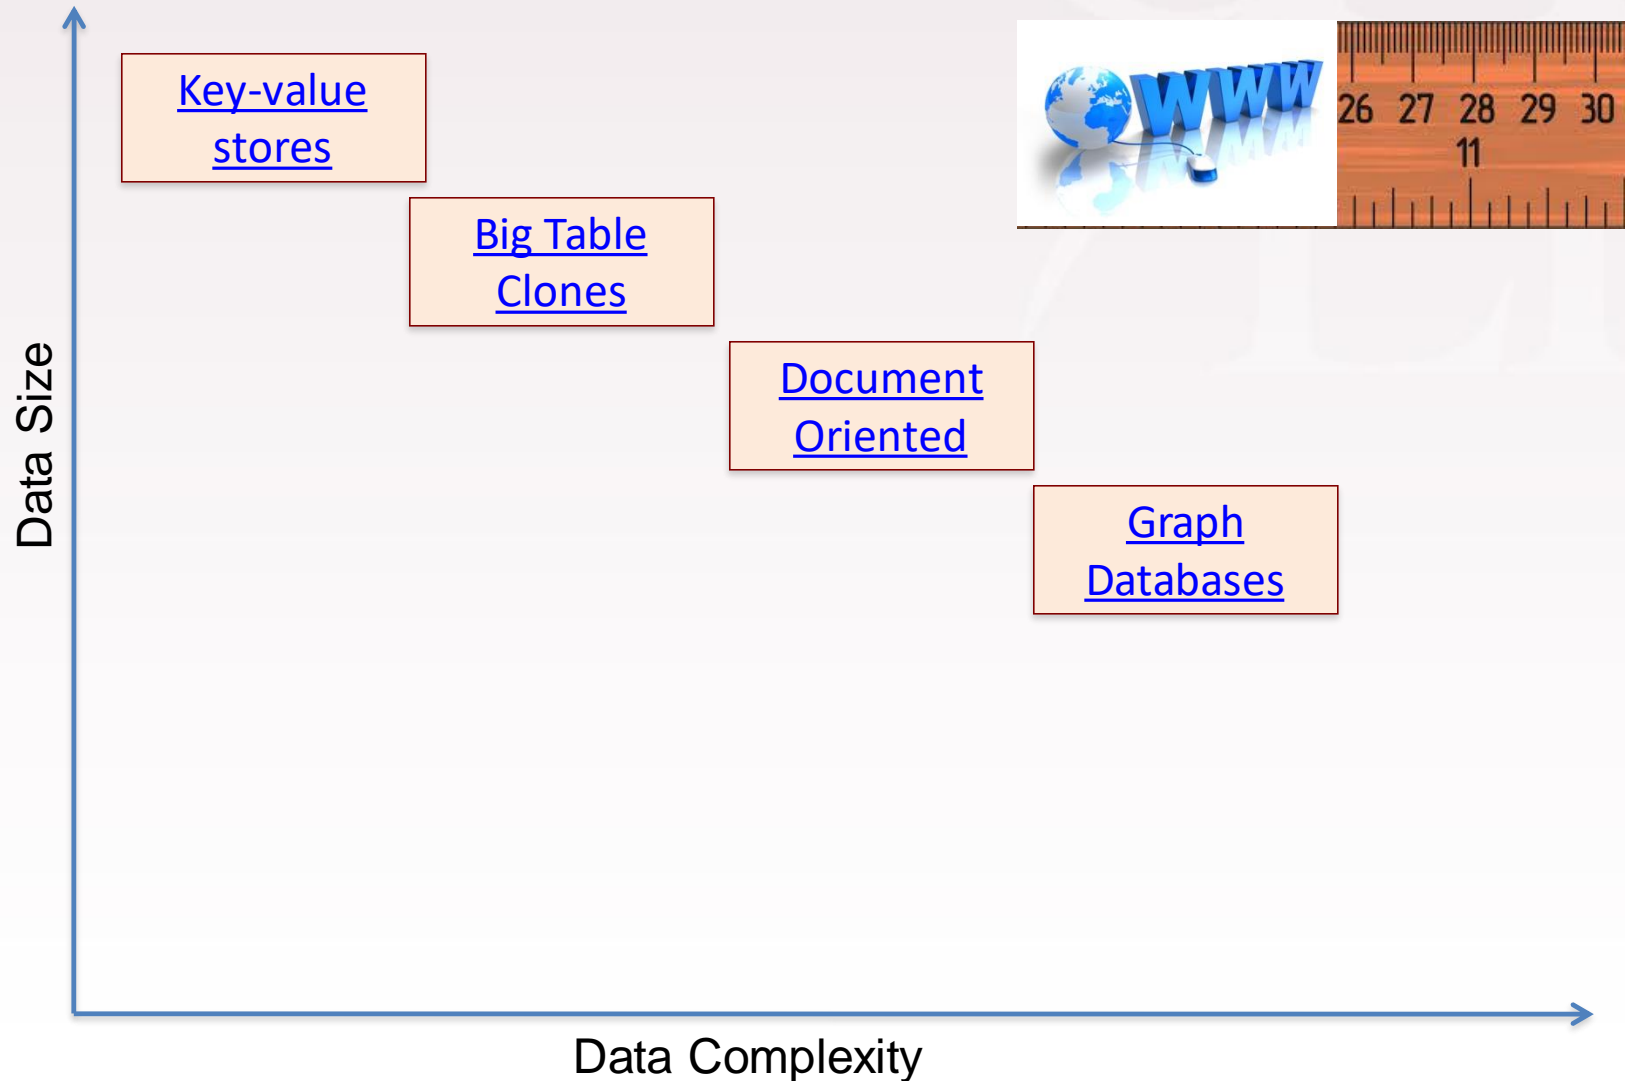 Key-value
stores
WWW
26 27 28 29 30
11
Big Table
Clones
Document
Oriented
Graph
Databases
Data Size
Data Complexity